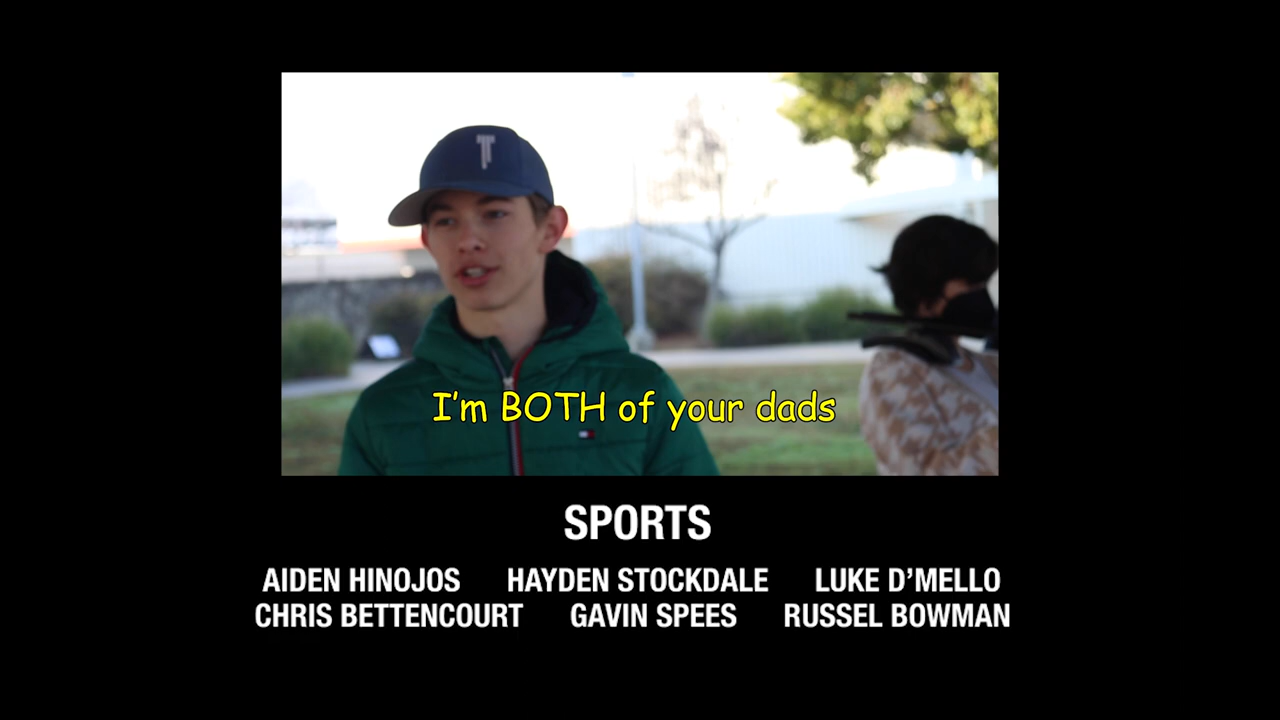 T
I'm BOTH of your dads
SPORTS
AIDEN HINOJOS HAYDEN STOCKDALE LUKE D'MELLO
CHRIS BETTENCOURT GAVIN SPEES RUSSEL BOWMAN